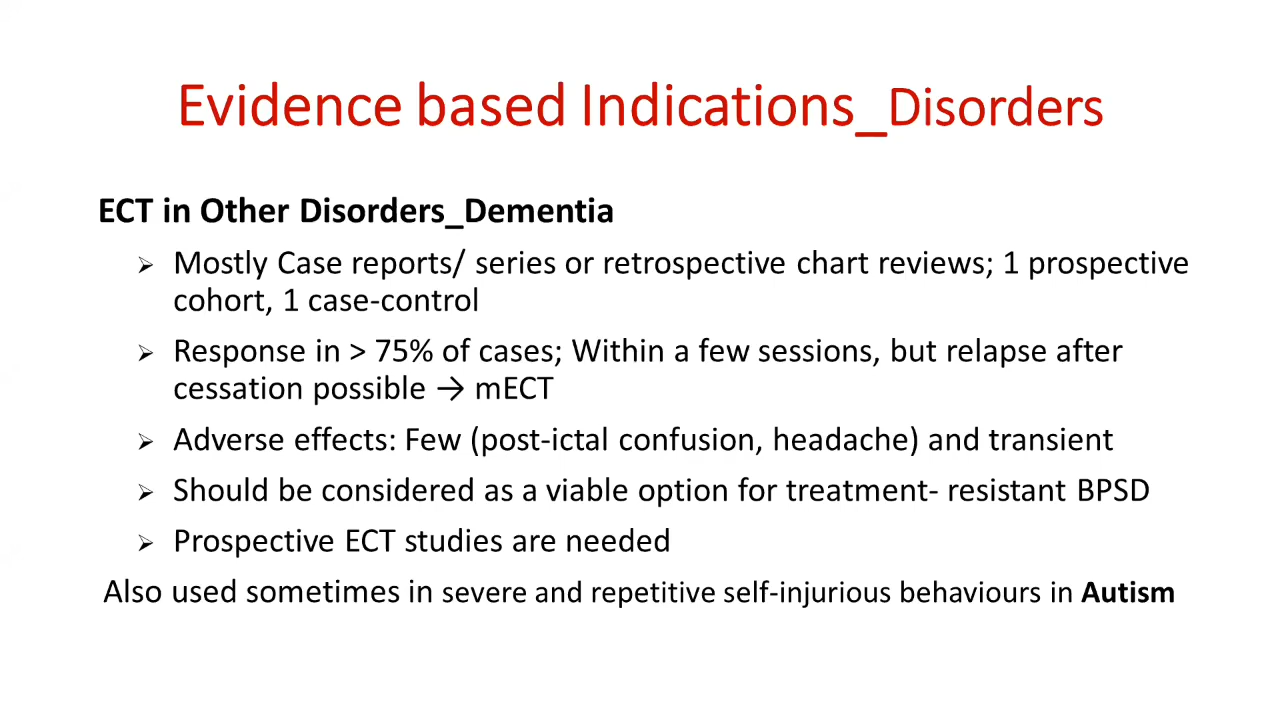 Evidence based Indications_Disorders
ECT in Other Disorders_Dementia
➢ Mostly Case reports/ series or retrospective chart reviews; 1 prospective
cohort, 1 case-control
➢ Response in > 75% of cases; Within a few sessions, but relapse after
cessation possible → mECT
➢ Adverse effects: Few (post-ictal confusion, headache) and transient
➢ Should be considered as a viable option for treatment- resistant BPSD
➢ Prospective ECT studies are needed
Also used sometimes in severe and repetitive self-injurious behaviours in Autism